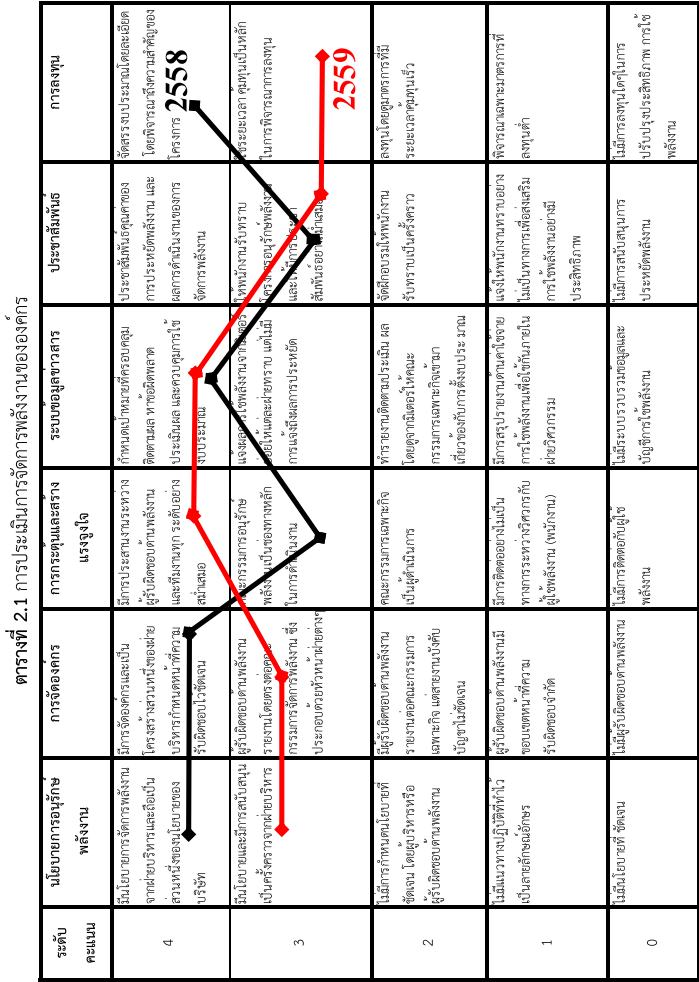 ตารางที่ 2.1 การประเมินการจัดการพลังงานขององค์กร
ระดับ
คะแนน
นโยบายการอนุรักษ์
พลังงาน
การจัดองค์กร
การกระตุ้นและสร้าง
แรงจูงใจ
ระบบข้อมูลข่าวสาร
ประชาสัมพันธ์
การลงทุน
4
มีนโยบายการจัดการพลังงาน
จากฝ่ายบริหารและถือเป็น
ส่วนหนึ่งของนโยบายของ
บริษัท
มีการจัดองค์กรและเป็น
โครงสร้างส่วนหนึ่งของฝ่าย
บริหารกำหนดหน้าที่ความ
รับผิดชอบไว้ชัดเจน
มีการประสานงานระหว่าง
ผู้รับผิดชอบด้านพลังงาน
และทีมงานทุก ระดับอย่าง
สม่ำเสมอ
กำหนดเป้าหมายที่ครอบคลุม
ติดตามผล หาข้อผิดพลาด
ประเมินผล และควบคุมการใช้
งบประมาณ
ประชาสัมพันธ์คุณค่าของ
การประหยัดพลังงาน และ
ผลการดำเนินงานของการ
จัดการพลังงาน
จัดสรรงบประมาณโดยละเอียด
โดยพิจารณาถึงความสำคัญของ
โครงการ
2558
3
มีนโยบายและมีการสนับสนุน
เป็นครั้งคราวจากฝ่ายบริหาร
ผู้รับผิดชอบด้านพลังงาน
รายงานโดยตรงต่อคณะ
กรรมการจัดการพลังงาน ซึ่ง
ประกอบด้วยหัวหน้าฝ่ายต่างๆ
คณะกรรมการอนุรักษ์
พลังงานเป็นช่องทางหลัก
ในการดำเนินงาน
แจ้งผลการใช้พลังงานจากมิเตอร์
ย่อยให้แต่ละฝ่ายทราบ แต่ไม่มี
การแจ้งถึงผลการประหยัด
ให้พนักงานรับทราบ
โครงการอนุรักษ์พลังงาน
และให้มีการประชา
สัมพันธ์อย่างสม่ำเสมอ
ใช้ระยะเวลา คุ้มทุนเป็นหลัก
ในการพิจารณาการลงทุน
2559
2
ไม่มีการกำหนดนโยบายที่
ชัดเจน โดยผู้บริหารหรือ
ผู้รับผิดชอบด้านพลังงาน
มีผู้รับผิดชอบด้านพลังงาน
รายงานต่อคณะกรรมการ
เฉพาะกิจ แต่สายงานบังคับ
บัญชาไม่ชัดเจน
คณะกรรมการเฉพาะกิจ
เป็นผู้ดำเนินการ
ทำรายงานติดตามประเมิน ผล
โดยดูจากมิเตอร์ให้คณะ
กรรมการเฉพาะกิจเข้ามา
เกี่ยวข้องกับการตั้งงบประ มาณ
จัดฝึกอบรมให้พนักงาน
รับทราบเป็นครั้งคราว
ลงทุนโดยดูมาตรการที่มี
ระยะเวลาคุ้มทุนเร็ว
1
ไม่มีแนวทางปฏิบัติที่ทำไว้
เป็นลายลักษณ์อักษร
ผู้รับผิดชอบด้านพลังงานมี
ขอบเขตหน้าที่ความ
รับผิดชอบจำกัด
มีการติดต่ออย่างไม่เป็น
ทางการระหว่างวิศวกรกับ
ผู้ใช้พลังงาน (พนักงาน)
มีการสรุปรายงานด้านค่าใช้จ่าย
การใช้พลังงานเพื่อใช้กันภายใน
ฝ่ายวิศวกรรม
แจ้งให้พนักงานทราบอย่าง
ไม่เป็นทางการเพื่อส่งเสริม
การใช้พลังงานอย่างมี
ประสิทธิภาพ
พิจารณาเฉพาะมาตรการที่
ลงทุนต่ำ
0
ไม่มีนโยบายที่ ชัดเจน
ไม่มีผู้รับผิดชอบด้านพลังงาน
ไม่มีการติดต่อกับผู้ใช้
พลังงาน
ไม่มีระบบรวบรวมข้อมูลและ
บัญชีการใช้พลังงาน
ไม่มีการสนับสนุนการ
ประหยัดพลังงาน
ไม่มีการลงทุนใดๆในการ
ปรับปรุงประสิทธิภาพ การใช้
พลังงาน